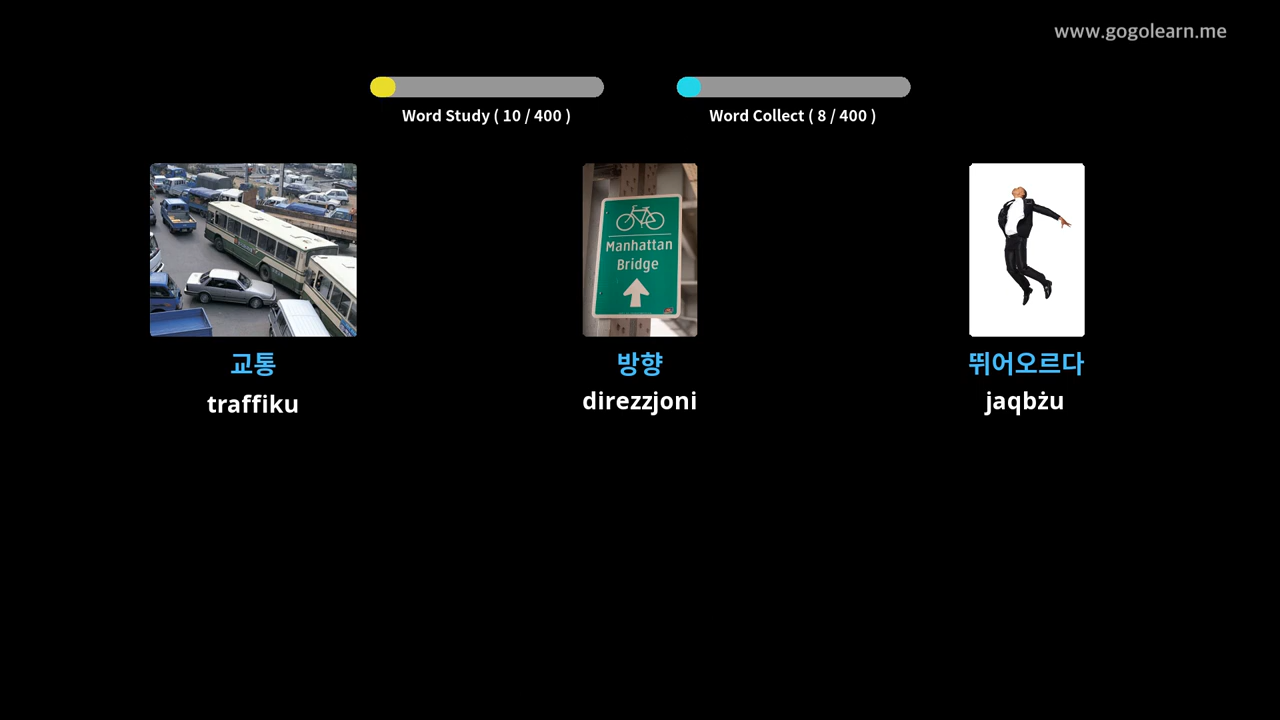 www.gogolearn.me
Word Study ( 10 / 400 )
Word Collect ( 8 / 400 )
Manhattan
Bridge
교통
방향
뛰어오르다
traffiku
direzzjoni
jaqbżu